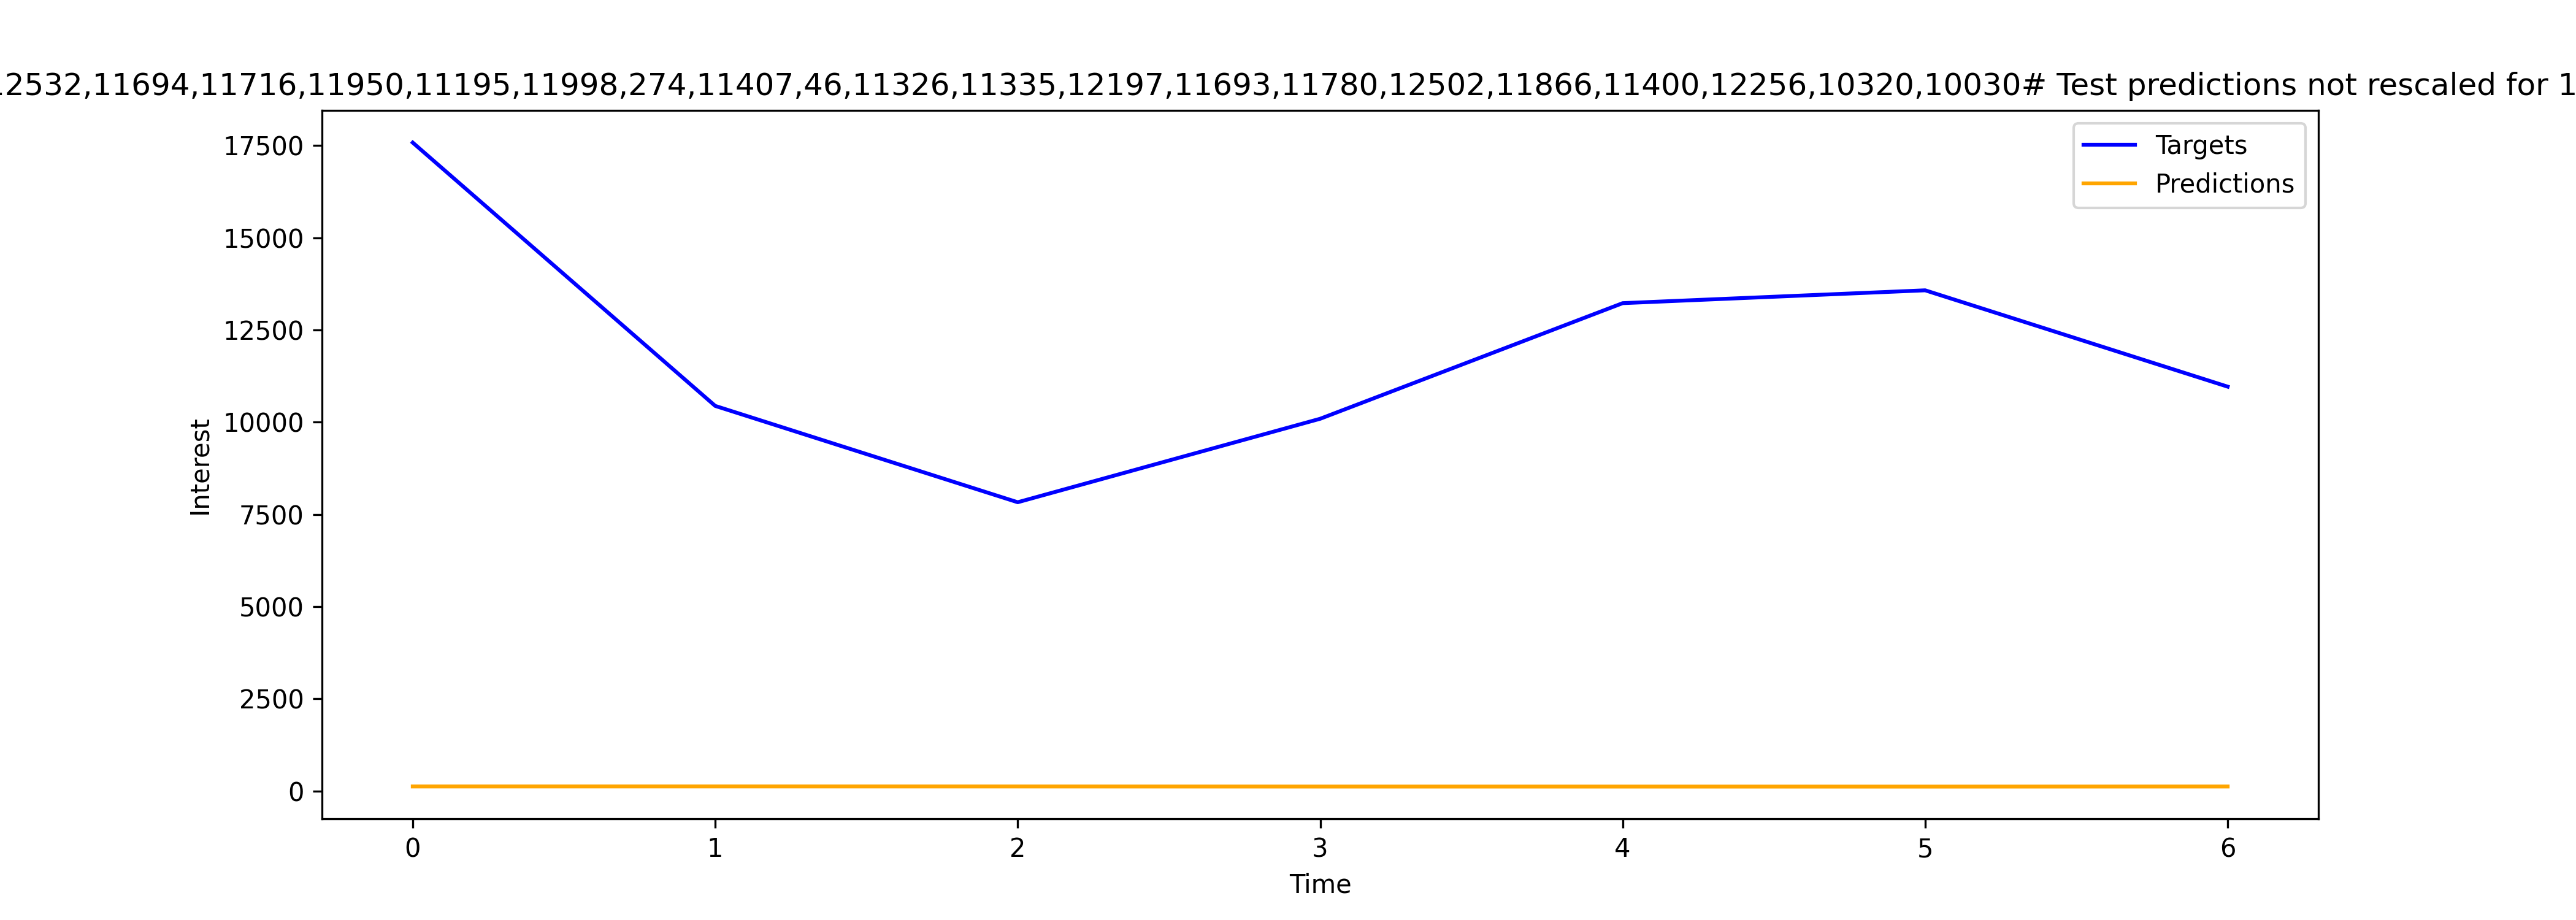 2532,11694,11716,11950,11195,11998,274,11407,46,11326,11335,12197,11693,11780,12502,11866,11400,12256,10320,10030# Test predictions not rescaled for 1
Targets
Predictions
17500
15000
12500
10000
7500
5000
2500
0
Interest
0 1 2 3 4 5 6
Time